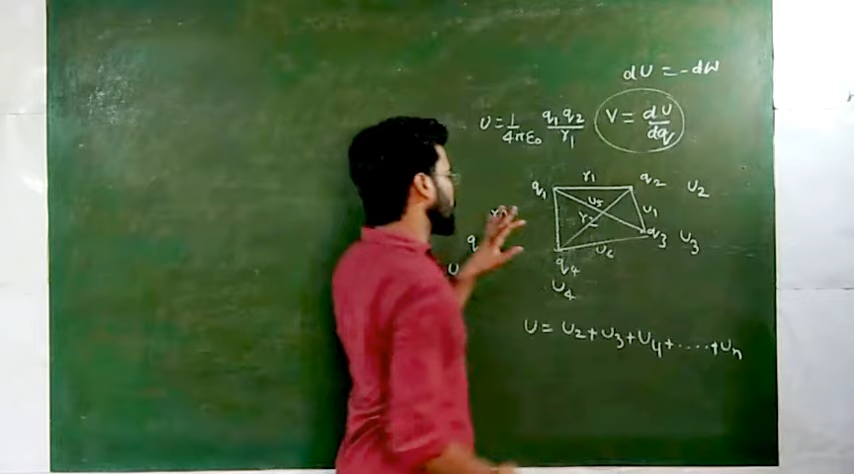 dU = -dW
U = 1/4πε₀ q₁q₂/r₁
V = dU/dq
r₁
q₁ q₂ U₂
U₅ U₁
r₂ q₃ U₃
q U₆
q₄
U
U₄
U = U₂+U₃+U₄+.....+Uₙ